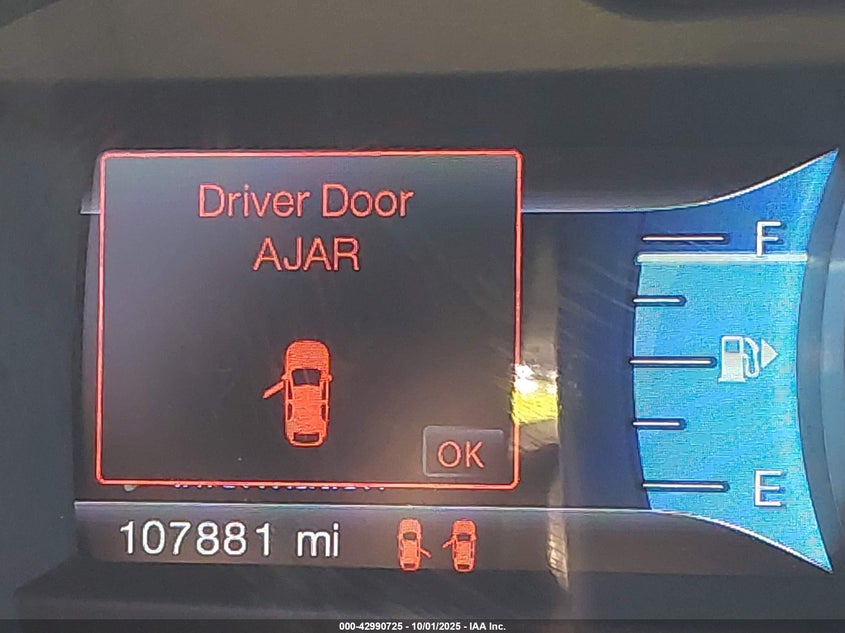 Driver Door
AJAR
OK
F
E
107881 mi
000-42990725 - 10/01/2025 - IAA Inc.